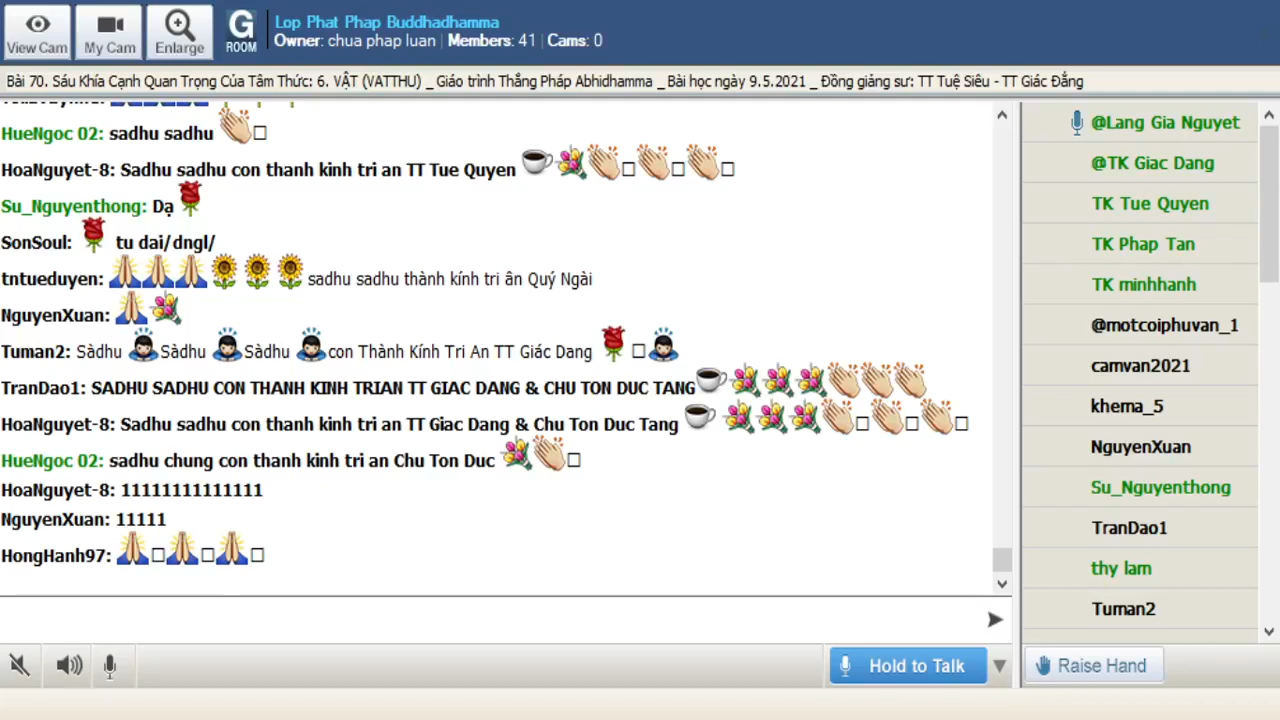 View Cam
My Cam
Enlarge
G
ROOM
Lop Phat Phap Buddhadhamma
Owner: chua phap luan | Members: 41 | Cams: 0
Bài 70. Sáu Khía Cạnh Quan Trọng Của Tâm Thức: 6. VẬT (VATTHU) _ Giáo trình Thắng Pháp Abhidhamma _ Bài học ngày 9.5.2021 _ Đồng giảng sư: TT Tuệ Siêu - TT Giác Đẳng
HueNgoc 02: sadhu sadhu
HoaNguyet-8: Sadhu sadhu con thanh kinh tri an TT Tue Quyen
Su_Nguyenthong: Dạ
SonSoul: tu dai/dngl/
tntueduyen: sadhu sadhu thành kính tri ân Quý Ngài
NguyenXuan:
Tuman2: Sàdhu Sàdhu Sàdhu con Thành Kính Tri An TT Giác Dang
TranDao1: SADHU SADHU CON THANH KINH TRIAN TT GIAC DANG & CHU TON DUC TANG
HoaNguyet-8: Sadhu sadhu con thanh kinh tri an TT Giac Dang & Chu Ton Duc Tang
HueNgoc 02: sadhu chung con thanh kinh tri an Chu Ton Duc
HoaNguyet-8: 11111111111111
NguyenXuan: 11111
HongHanh97:
@Lang Gia Nguyet
@TK Giac Dang
TK Tue Quyen
TK Phap Tan
TK minhhanh
@motcoiphuvan_1
camvan2021
khema_5
NguyenXuan
Su_Nguyenthong
TranDao1
thy lam
Tuman2
Hold to Talk
Raise Hand